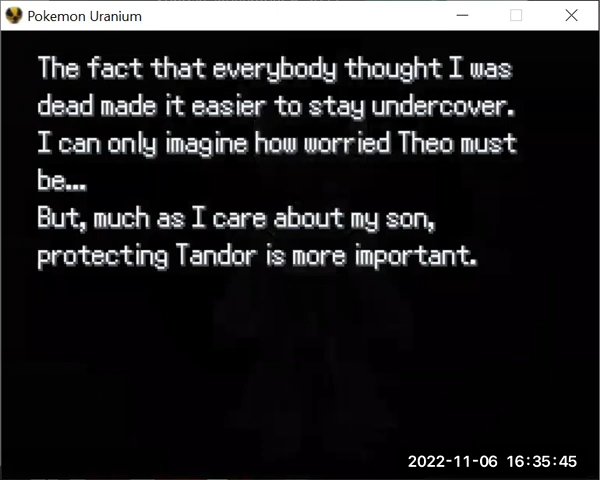 Pokemon Uranium
The fact that everybody thought I was
dead made it easier to stay undercover.
I can only imagine how worried Theo must
be...
But, much as I care about my son,
protecting Tandor is more important.
2022-11-06 16:35:45